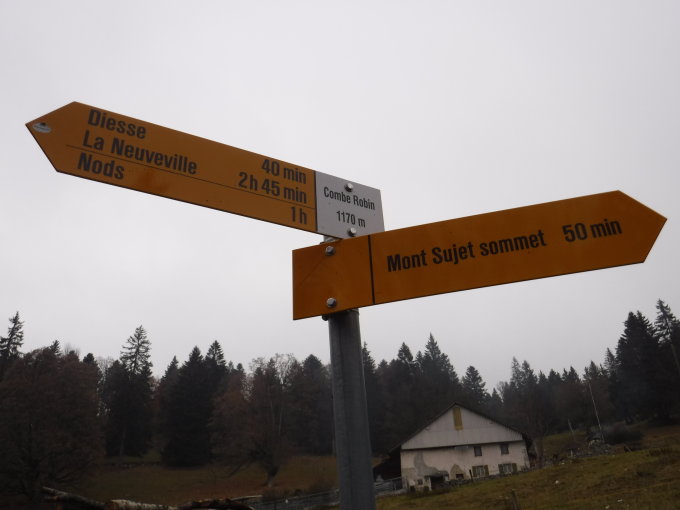 Diesse 40 min
La Neuveville 2 h 45 min
Nods 1 h
Combe Robin
1170 m
Mont Sujet sommet 50 min